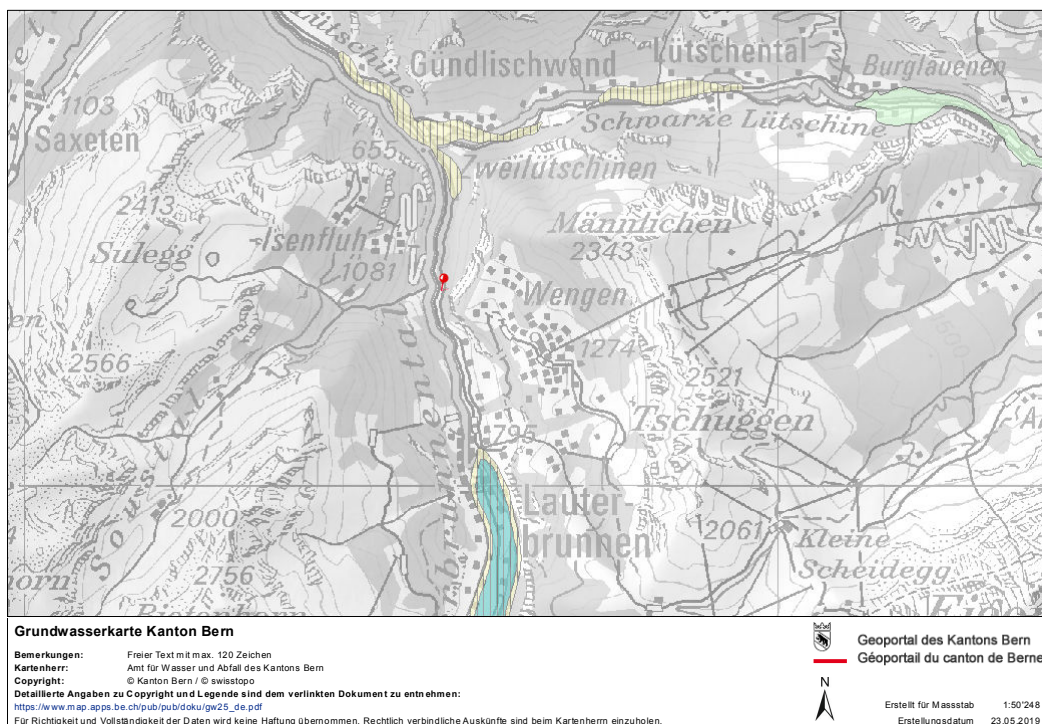 Lütschine
Gündlischwand
Lütschental
Burglauenen
1103
Saxeten
655
Schwarze Lütschine
Zweilütschinen
2413
Sulegg
Isenfluh
1081
Männlichen
2343
Wengen
1274
2566
2521
Tschuggen
795
Lauterbrunnental
Sousital
2000
Lauter-
brunnen
2061
Kleine
Scheidegg
2756
horn
Grundwasserkarte Kanton Bern
Bemerkungen: Freier Text mit max. 120 Zeichen
Kartenherr: Amt für Wasser und Abfall des Kantons Bern
Copyright: © Kanton Bern / © swisstopo
Detaillierte Angaben zu Copyright und Legende sind dem verlinkten Dokument zu entnehmen:
https://www.map.apps.be.ch/pub/pub/doku/gw25_de.pdf
Für Richtigkeit und Vollständigkeit der Daten wird keine Haftung übernommen. Rechtlich verbindliche Auskünfte sind beim Kartenherrn einzuholen.
Geoportal des Kantons Bern
Géoportail du canton de Berne
N
Erstellt für Massstab 1:50'248
Erstellungsdatum 23.05.2019